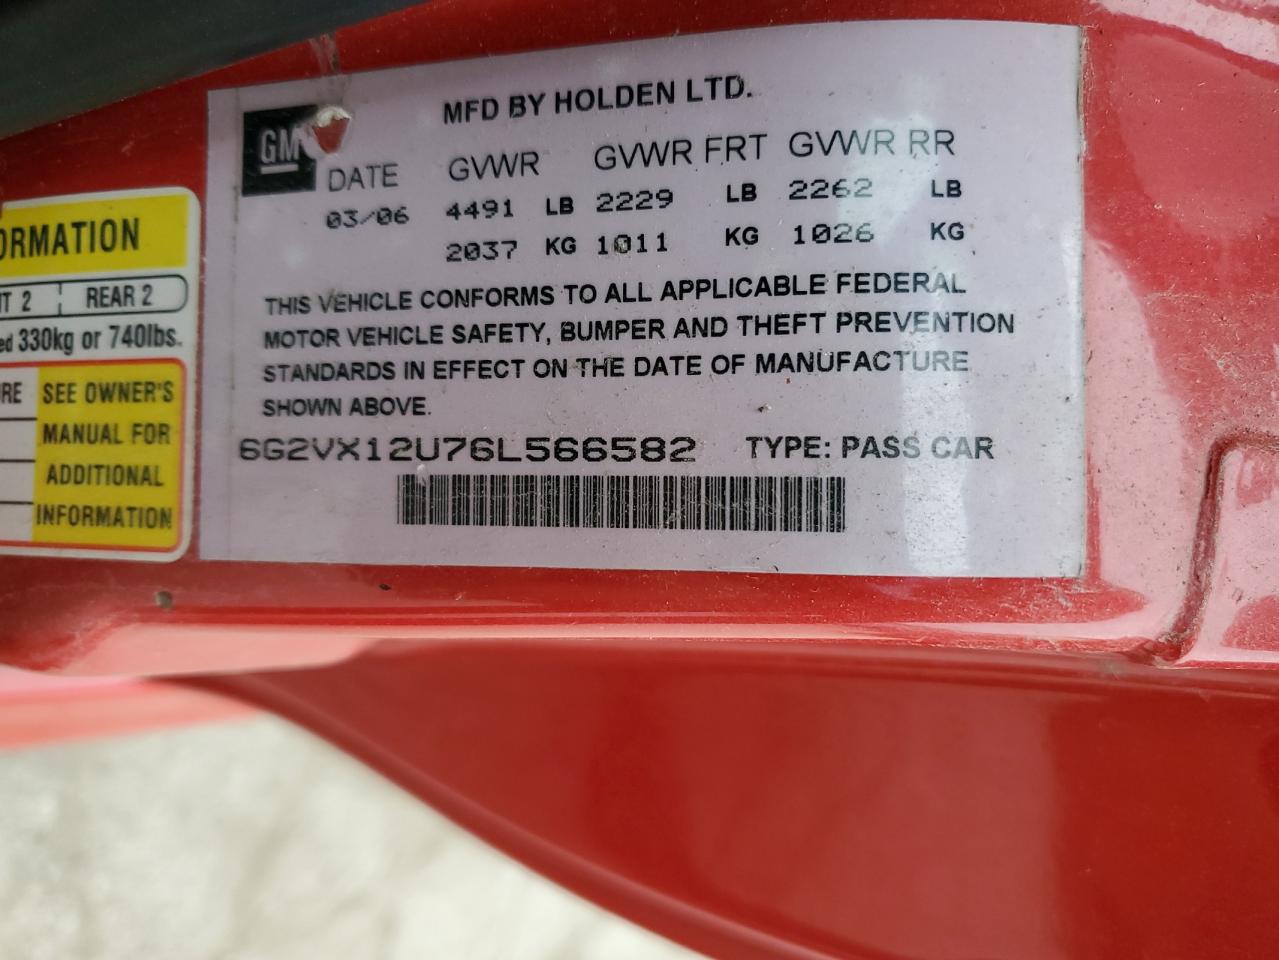 MFD BY HOLDEN LTD.
GM
DATE GVWR GVWR FRT GVWR RR
03/06 4491 LB 2229 LB 2262 LB
2037 KG 1011 KG 1026 KG
THIS VEHICLE CONFORMS TO ALL APPLICABLE FEDERAL
MOTOR VEHICLE SAFETY, BUMPER AND THEFT PREVENTION
STANDARDS IN EFFECT ON THE DATE OF MANUFACTURE
SHOWN ABOVE.
6G2VX12U76L566582 TYPE: PASS CAR
ORMATION
T 2 REAR 2
ed 330kg or 740lbs.
RE SEE OWNER'S
MANUAL FOR
ADDITIONAL
INFORMATION